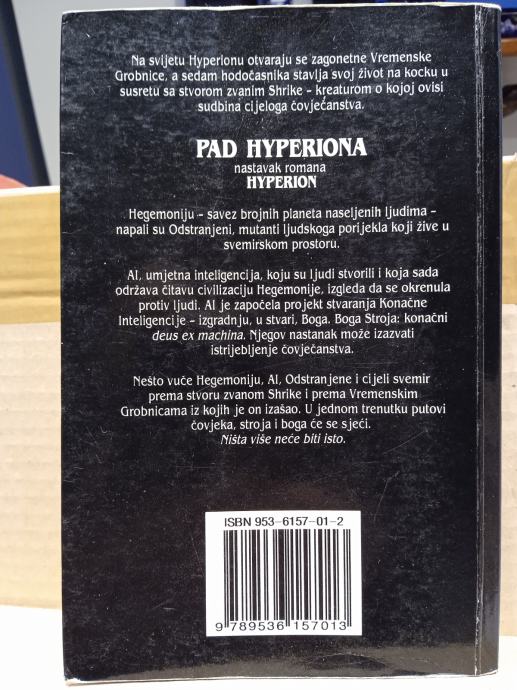 Na svijetu Hyperionu otvaraju se zagonetne Vremenske
Grobnice, a sedam hodočasnika stavlja svoj život na kocku u
susretu sa stvorom zvanim Shrike – kreaturom o kojoj ovisi
sudbina cijeloga čovječanstva.
PAD HYPERIONA
nastavak romana
HYPERION
Hegemoniju – savez brojnih planeta naseljenih ljudima –
napali su Odstranjeni, mutanti ljudskoga porijekla koji žive u
svemirskom prostoru.
AI, umjetna inteligencija, koju su ljudi stvorili i koja sada
održava čitavu civilizaciju Hegemonije, izgleda da se okrenula
protiv ljudi. AI je započela projekt stvaranja Konačne
Inteligencije – izgradnju, u stvari, Boga. Boga Stroja: konačni
deus ex machina. Njegov nastanak može izazvati
istrijebljenje čovječanstva.
Nešto vuče Hegemoniju, AI, Odstranjene i cijeli svemir
prema stvoru zvanom Shrike i prema Vremenskim
Grobnicama iz kojih je on izašao. U jednom trenutku putovi
čovjeka, stroja i boga će se sjeći.
Ništa više neće biti isto.
ISBN 953-6157-01-2
9 789536 157013